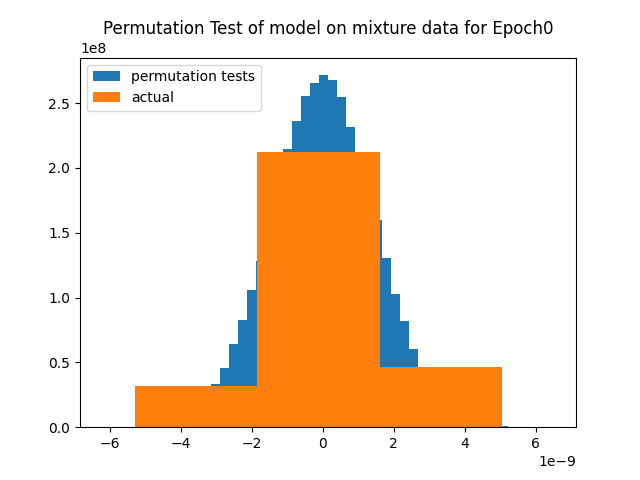 Permutation Test of model on mixture data for Epoch0
1e8
permutation tests
actual
2.5
2.0
1.5
1.0
0.5
0.0
−6
−4
−2
0
2
4
6
1e−9